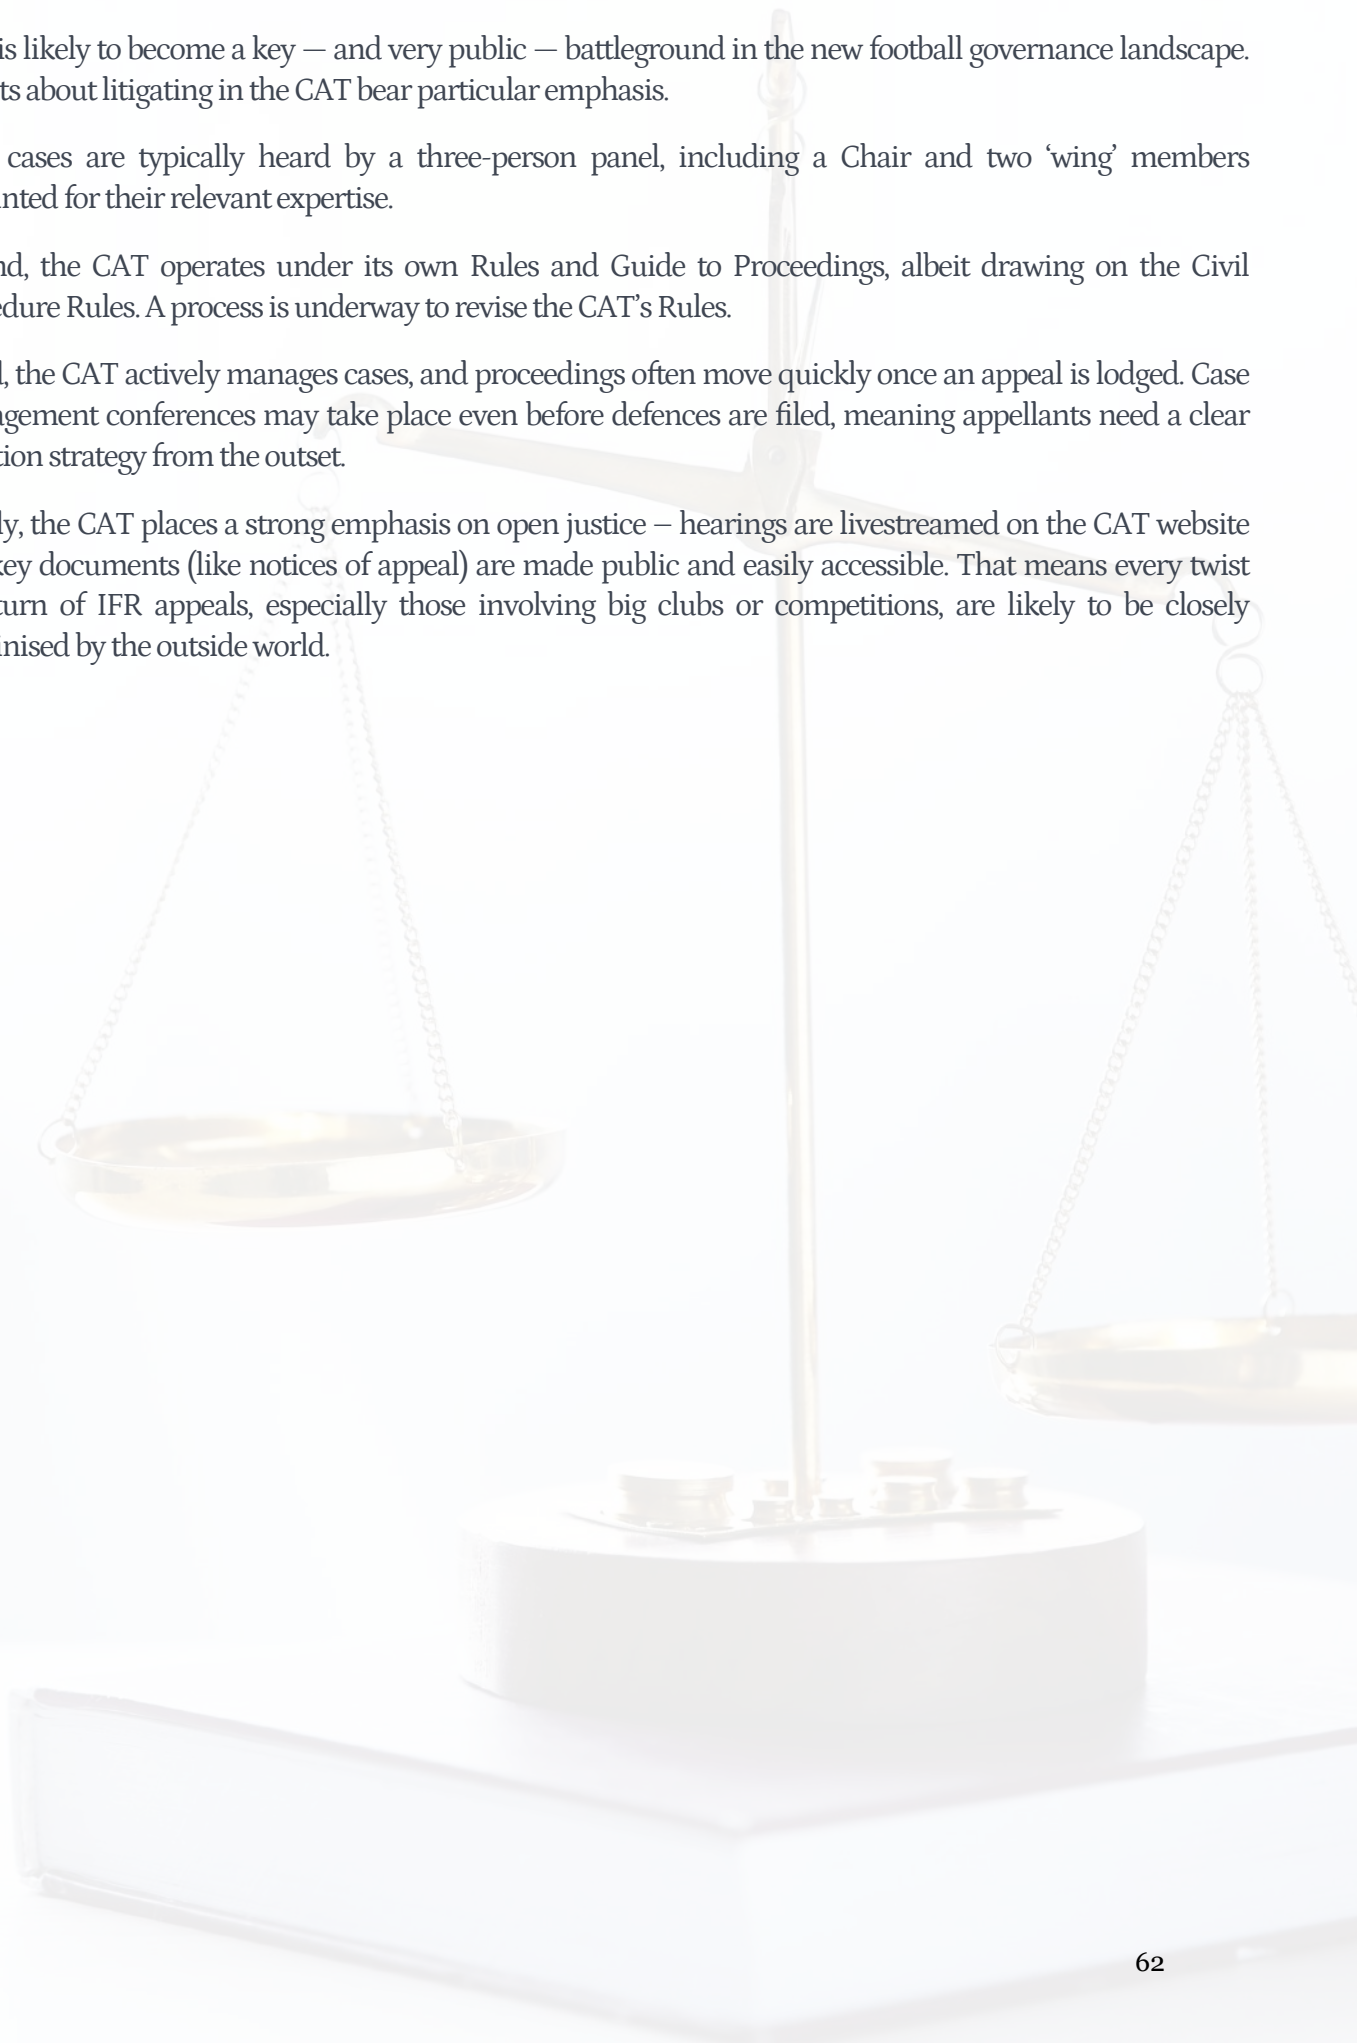 is likely to become a key — and very public — battleground in the new football governance landscape.
ts about litigating in the CAT bear particular emphasis.
cases are typically heard by a three-person panel, including a Chair and two ‘wing’ members
nted for their relevant expertise.
nd, the CAT operates under its own Rules and Guide to Proceedings, albeit drawing on the Civil
edure Rules. A process is underway to revise the CAT’s Rules.
l, the CAT actively manages cases, and proceedings often move quickly once an appeal is lodged. Case
agement conferences may take place even before defences are filed, meaning appellants need a clear
tion strategy from the outset.
ly, the CAT places a strong emphasis on open justice – hearings are livestreamed on the CAT website
key documents (like notices of appeal) are made public and easily accessible. That means every twist
turn of IFR appeals, especially those involving big clubs or competitions, are likely to be closely
inised by the outside world.
62